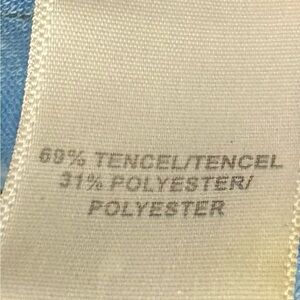 69% TENCEL/TENCEL
31% POLYESTER/
POLYESTER